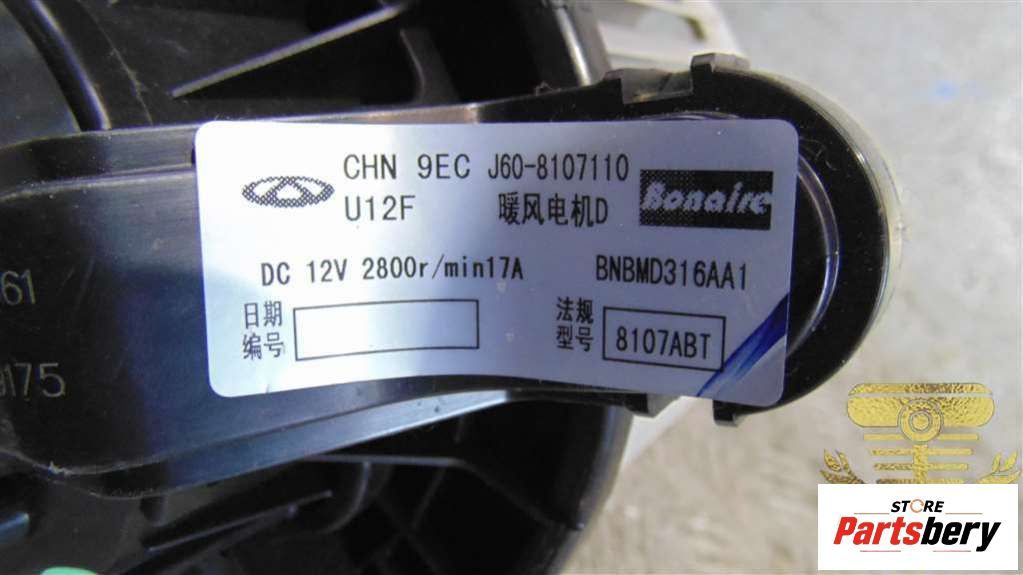 CHN 9EC J60-8107110
U12F 暖风电机D
Bonaire
DC 12V 2800r/min17A BNBMD316AA1
日期
编号
法规
型号
8107ABT
61
175
STORE
Partsbery